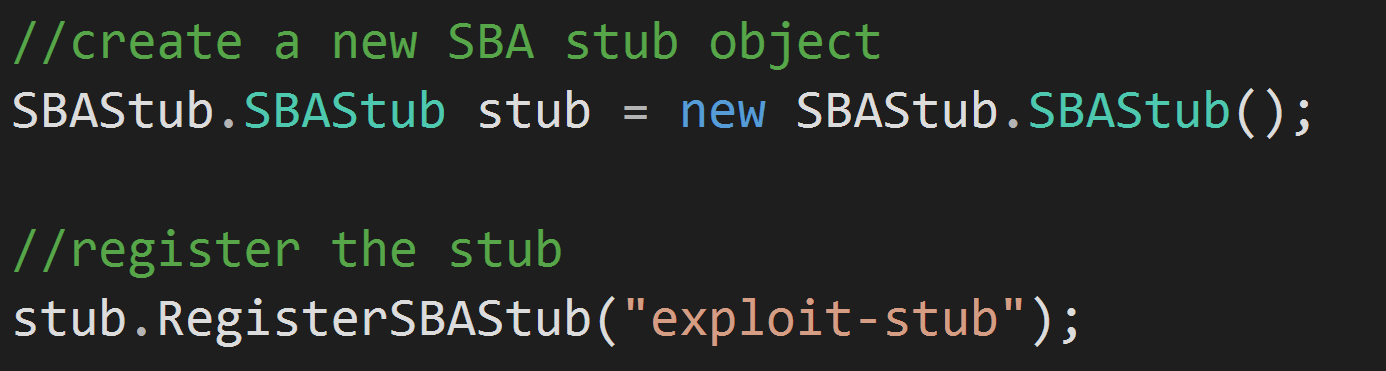 //create a new SBA stub object
SBAStub.SBAStub stub = new SBAStub.SBAStub();
//register the stub
stub.RegisterSBAStub("exploit-stub");